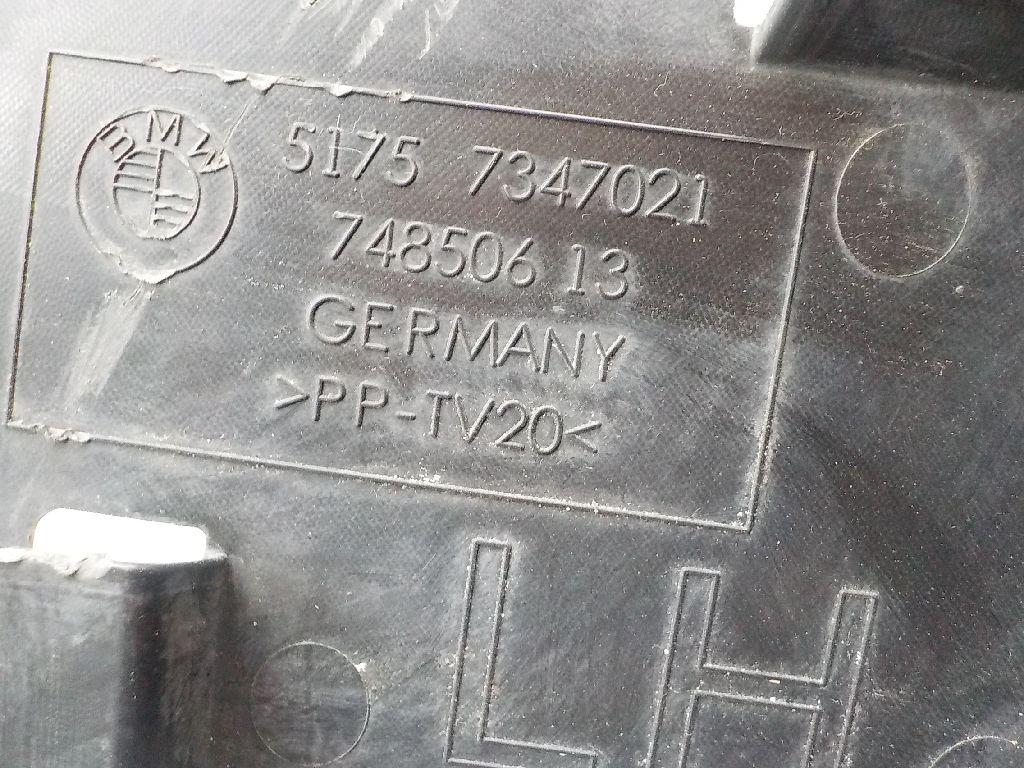 BMW
5175 7347021
748506 13
GERMANY
>PP-TV20<
LH